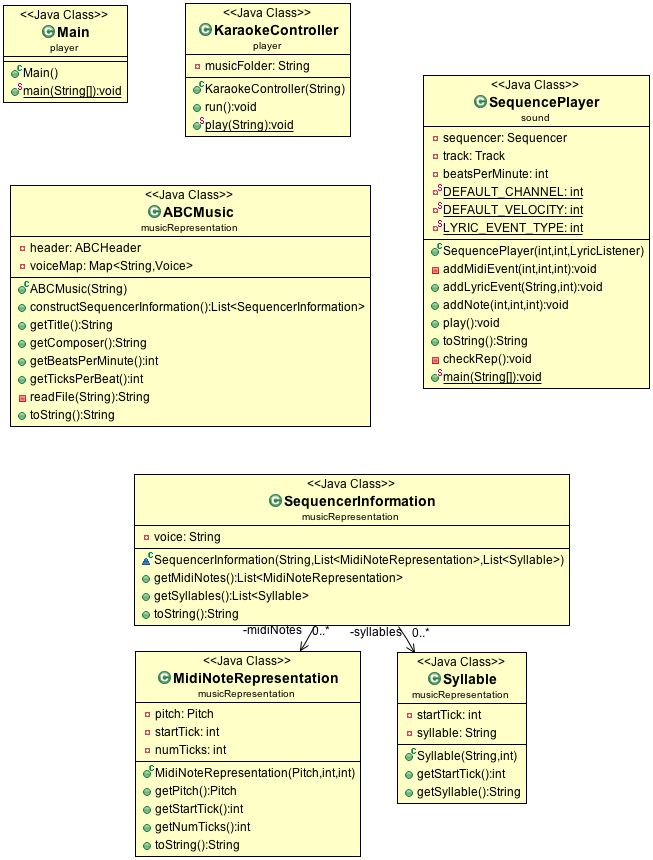 <<Java Class>>
Main
player
Main()
main(String[]):void
<<Java Class>>
KaraokeController
player
musicFolder: String
KaraokeController(String)
run():void
play(String):void
<<Java Class>>
SequencePlayer
sound
sequencer: Sequencer
track: Track
beatsPerMinute: int
DEFAULT_CHANNEL: int
DEFAULT_VELOCITY: int
LYRIC_EVENT_TYPE: int
SequencePlayer(int,int,LyricListener)
addMidiEvent(int,int,int):void
addLyricEvent(String,int):void
addNote(int,int,int):void
play():void
toString():String
checkRep():void
main(String[]):void
<<Java Class>>
ABCMusic
musicRepresentation
header: ABCHeader
voiceMap: Map<String,Voice>
ABCMusic(String)
constructSequencerInformation():List<SequencerInformation>
getTitle():String
getComposer():String
getBeatsPerMinute():int
getTicksPerBeat():int
readFile(String):String
toString():String
<<Java Class>>
SequencerInformation
musicRepresentation
voice: String
SequencerInformation(String,List<MidiNoteRepresentation>,List<Syllable>)
getMidiNotes():List<MidiNoteRepresentation>
getSyllables():List<Syllable>
toString():String
-midiNotes 0..*
-syllables 0..*
<<Java Class>>
MidiNoteRepresentation
musicRepresentation
pitch: Pitch
startTick: int
numTicks: int
MidiNoteRepresentation(Pitch,int,int)
getPitch():Pitch
getStartTick():int
getNumTicks():int
toString():String
<<Java Class>>
Syllable
musicRepresentation
startTick: int
syllable: String
Syllable(String,int)
getStartTick():int
getSyllable():String